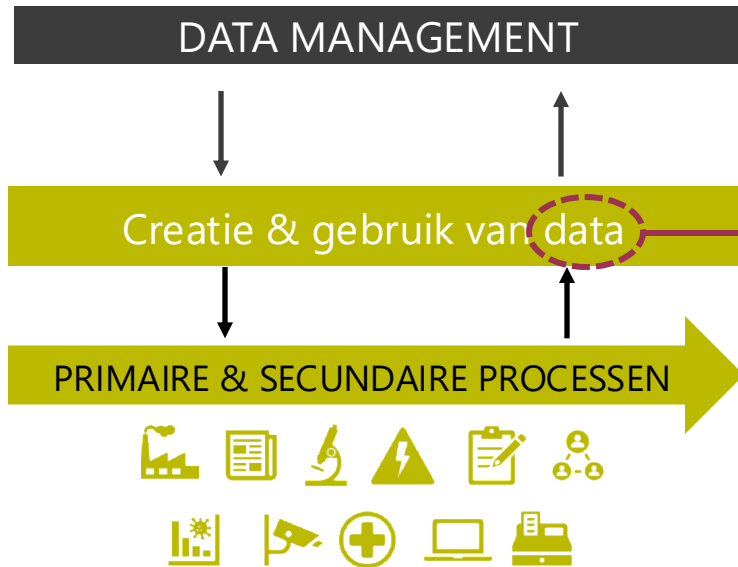 DATA MANAGEMENT
Creatie & gebruik van data
PRIMAIRE & SECUNDAIRE PROCESSEN